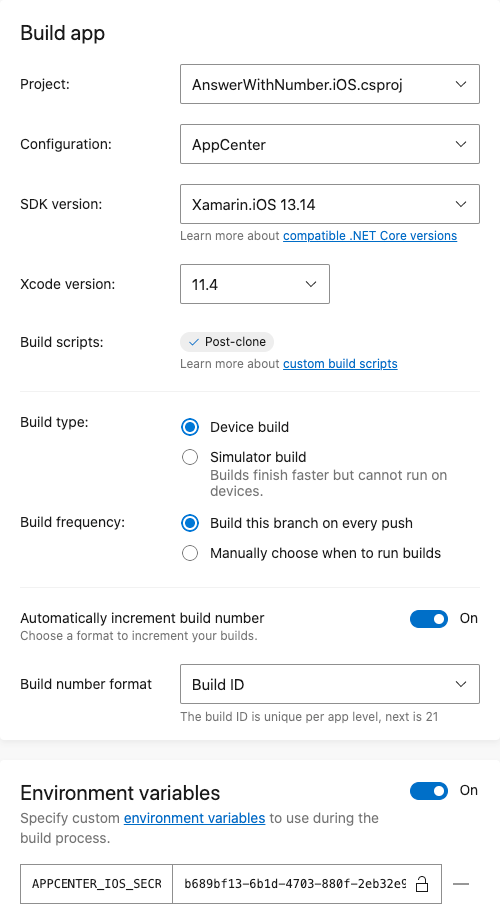 Build app
Project:
AnswerWithNumber.iOS.csproj
Configuration:
AppCenter
SDK version:
Xamarin.iOS 13.14
Learn more about compatible .NET Core versions
Xcode version:
11.4
Build scripts:
Post-clone
Learn more about custom build scripts
Build type:
Device build
Simulator build
Builds finish faster but cannot run on
devices.
Build frequency:
Build this branch on every push
Manually choose when to run builds
Automatically increment build number
On
Choose a format to increment your builds.
Build number format
Build ID
The build ID is unique per app level, next is 21
Environment variables
On
Specify custom environment variables to use during the
build process.
APPCENTER_IOS_SECR
b689bf13-6b1d-4703-880f-2eb32e9